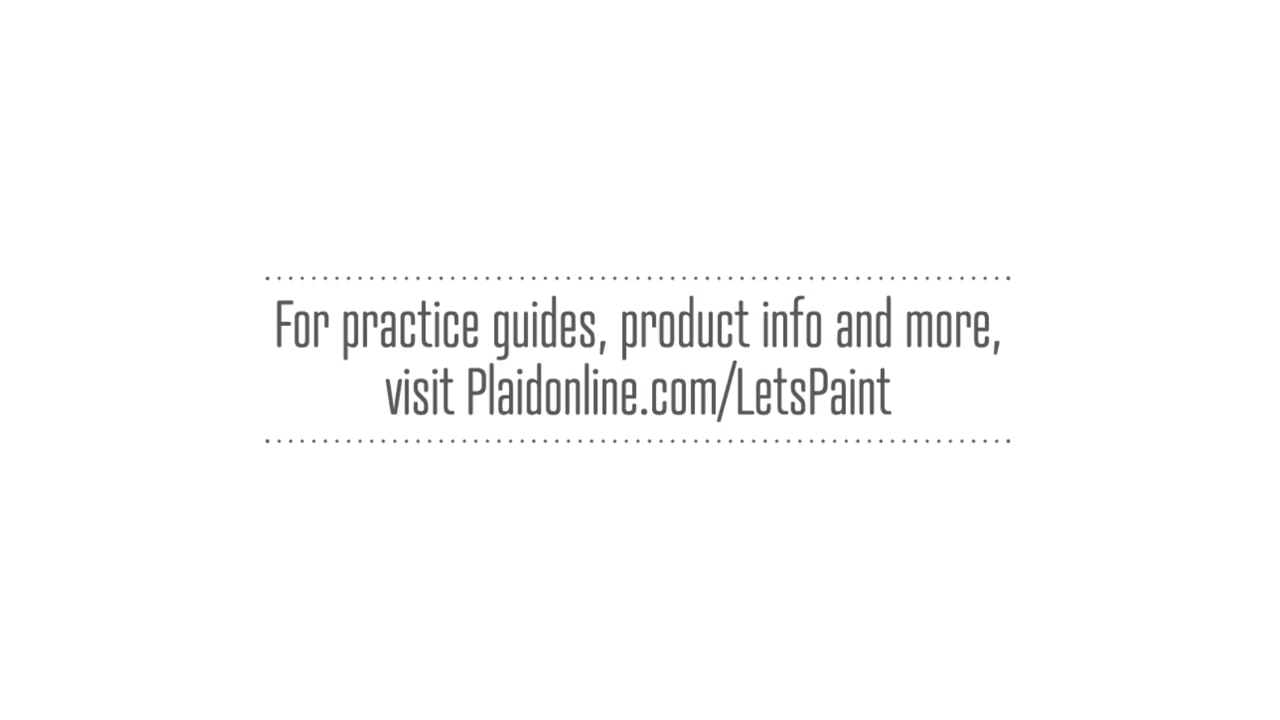 For practice guides, product info and more,
visit Plaidonline.com/LetsPaint